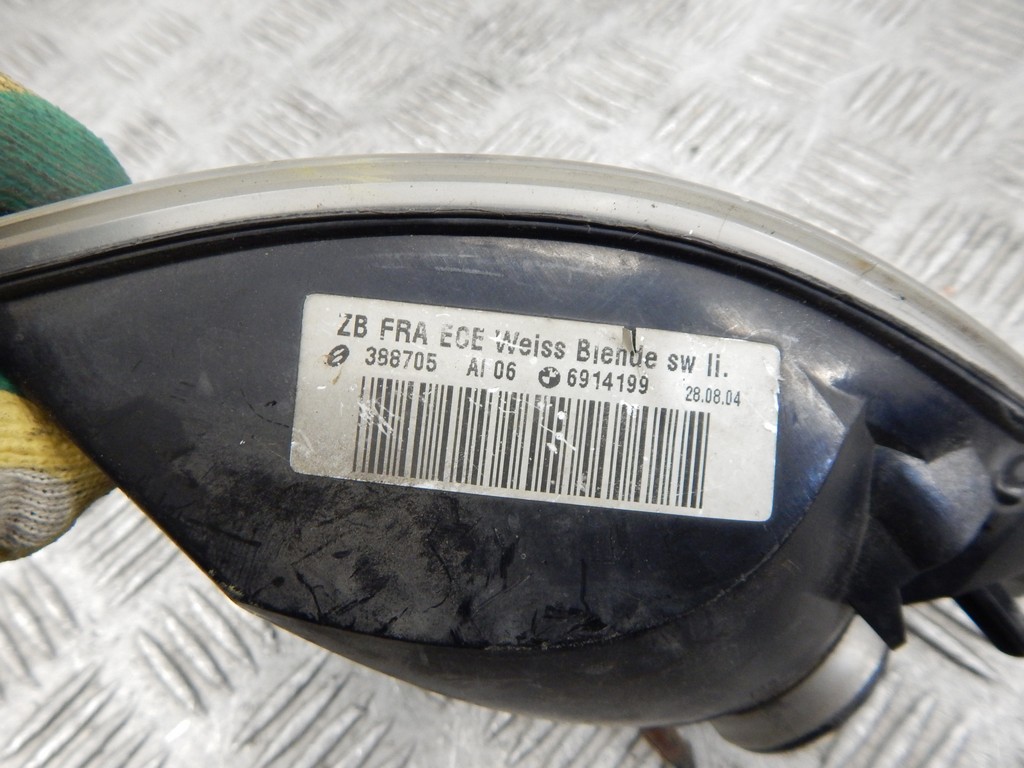 ZB FRA ECE Weiss Blende sw li.
388705 AI 06 6914199 28.08.04